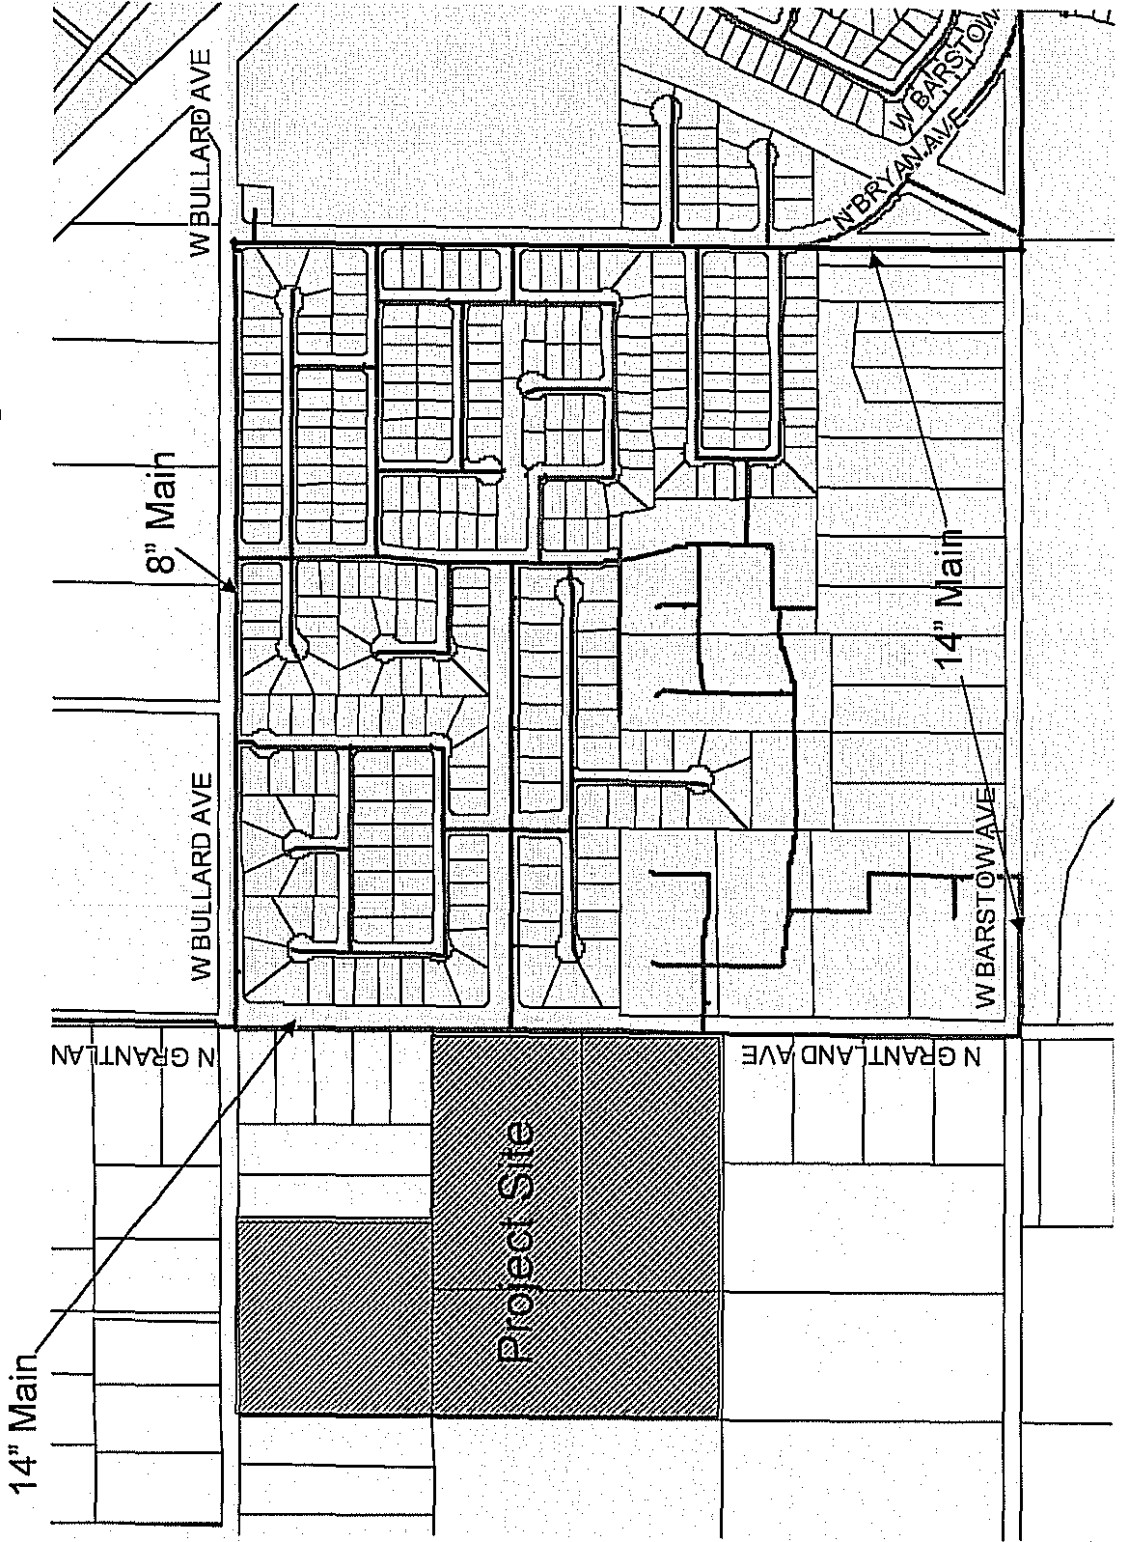 14" Main
N GRANTLAN
W BULLARD AVE
8" Main
W BULLARD AVE
Project Site
N GRANTLAND AVE
W BARSTOW AVE
14" Main
N BRYAN AVE
W BARSTOW